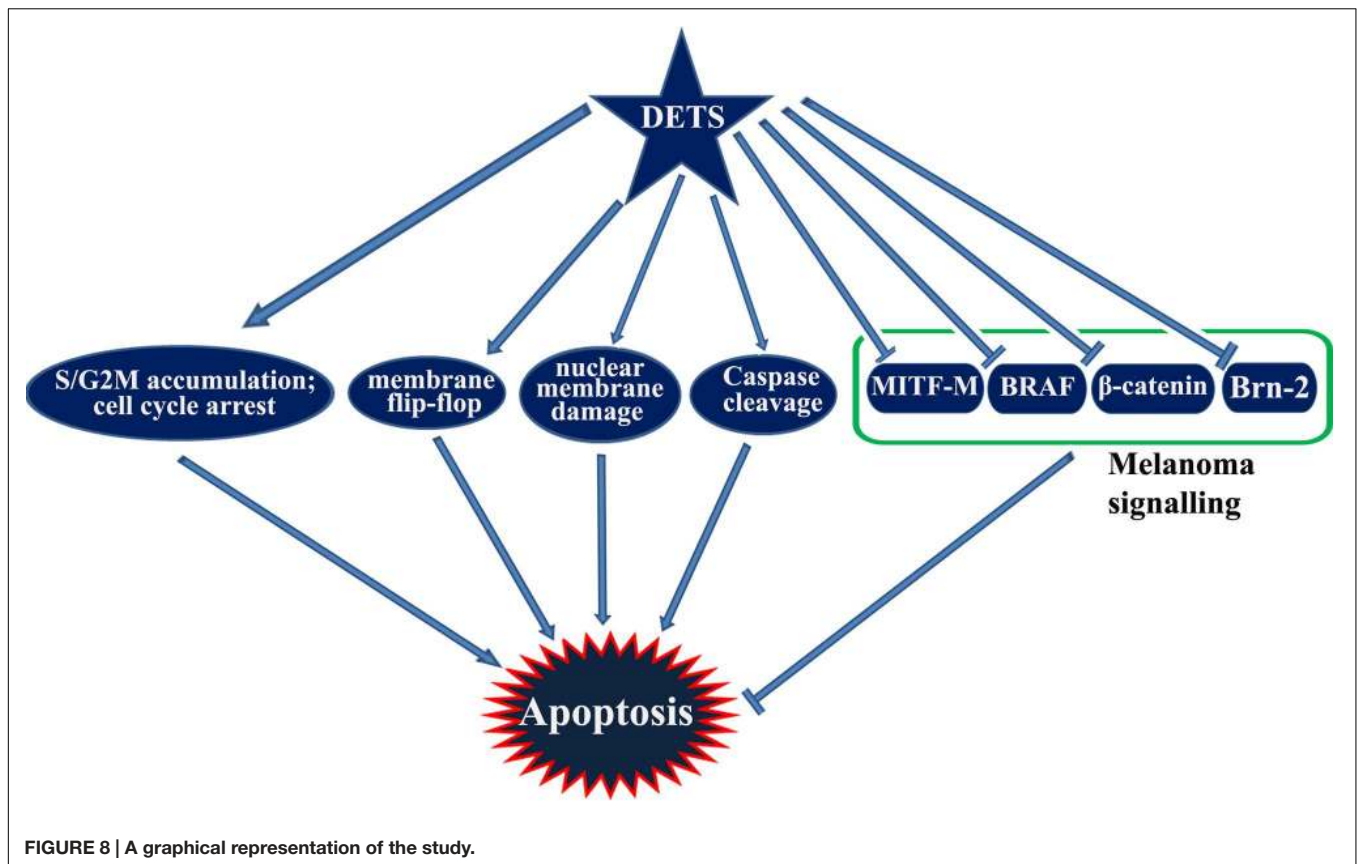 DETS
S/G2M accumulation;
cell cycle arrest
membrane
flip-flop
nuclear
membrane
damage
Caspase
cleavage
MITF-M
BRAF
β-catenin
Brn-2
Melanoma
signalling
Apoptosis
FIGURE 8 | A graphical representation of the study.